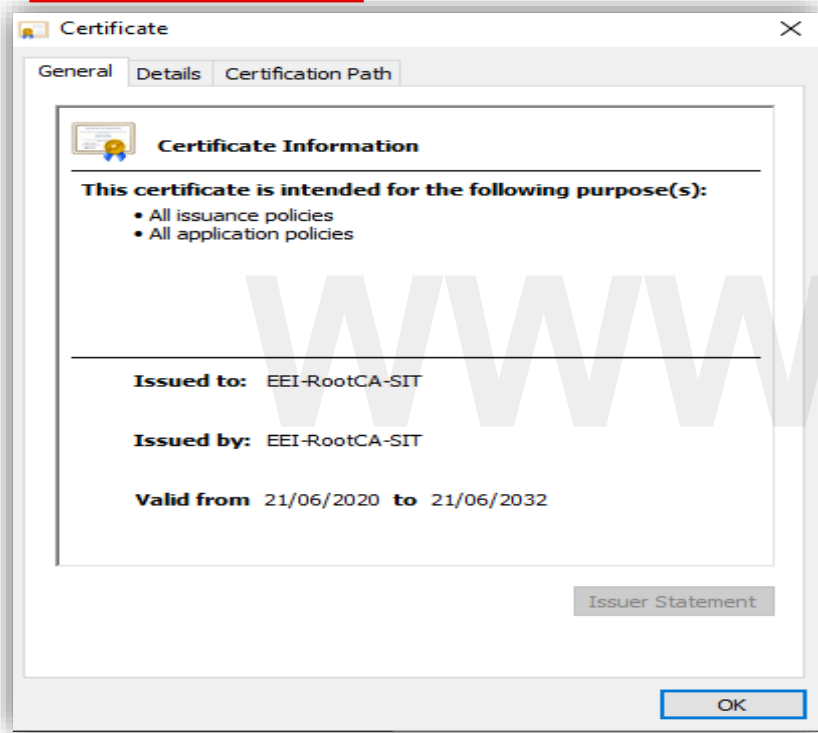 Certificate
General Details Certification Path
Certificate Information
This certificate is intended for the following purpose(s):
• All issuance policies
• All application policies
WWW
Issued to: EEI-RootCA-SIT
Issued by: EEI-RootCA-SIT
Valid from 21/06/2020 to 21/06/2032
Issuer Statement
OK